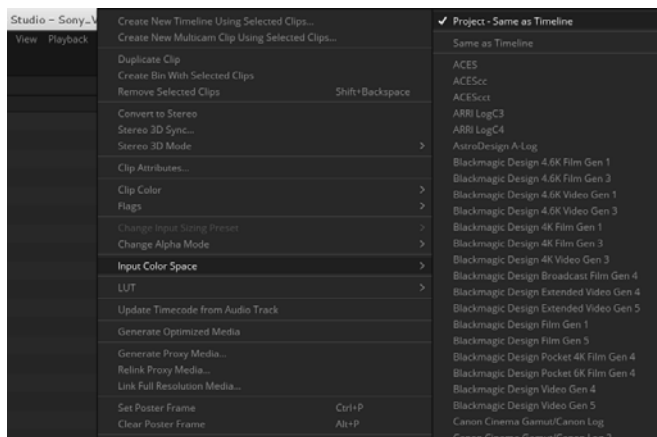 Studio - Sony_V
View Playback
Create New Timeline Using Selected Clips...
Create New Multicam Clip Using Selected Clips...
Duplicate Clip
Create Bin With Selected Clips
Remove Selected Clips Shift+Backspace
Convert to Stereo
Stereo 3D Sync...
Stereo 3D Mode
Clip Attributes...
Clip Color
Flags
Change Input Sizing Preset
Change Alpha Mode
Input Color Space
LUT
Update Timecode from Audio Track
Generate Optimized Media
Generate Proxy Media...
Relink Proxy Media...
Link Full Resolution Media...
Set Poster Frame Ctrl+P
Clear Poster Frame Alt+P
Project - Same as Timeline
Same as Timeline
ACES
ACEScc
ACEScct
ARRI LogC3
ARRI LogC4
AstroDesign A-Log
Blackmagic Design 4.6K Film Gen 1
Blackmagic Design 4.6K Film Gen 3
Blackmagic Design 4.6K Video Gen 1
Blackmagic Design 4.6K Video Gen 3
Blackmagic Design 4K Film Gen 1
Blackmagic Design 4K Film Gen 3
Blackmagic Design 4K Video Gen 3
Blackmagic Design Broadcast Film Gen 4
Blackmagic Design Extended Video Gen 4
Blackmagic Design Extended Video Gen 5
Blackmagic Design Film Gen 1
Blackmagic Design Film Gen 5
Blackmagic Design Pocket 4K Film Gen 4
Blackmagic Design Pocket 6K Film Gen 4
Blackmagic Design Video Gen 4
Blackmagic Design Video Gen 5
Canon Cinema Gamut/Canon Log